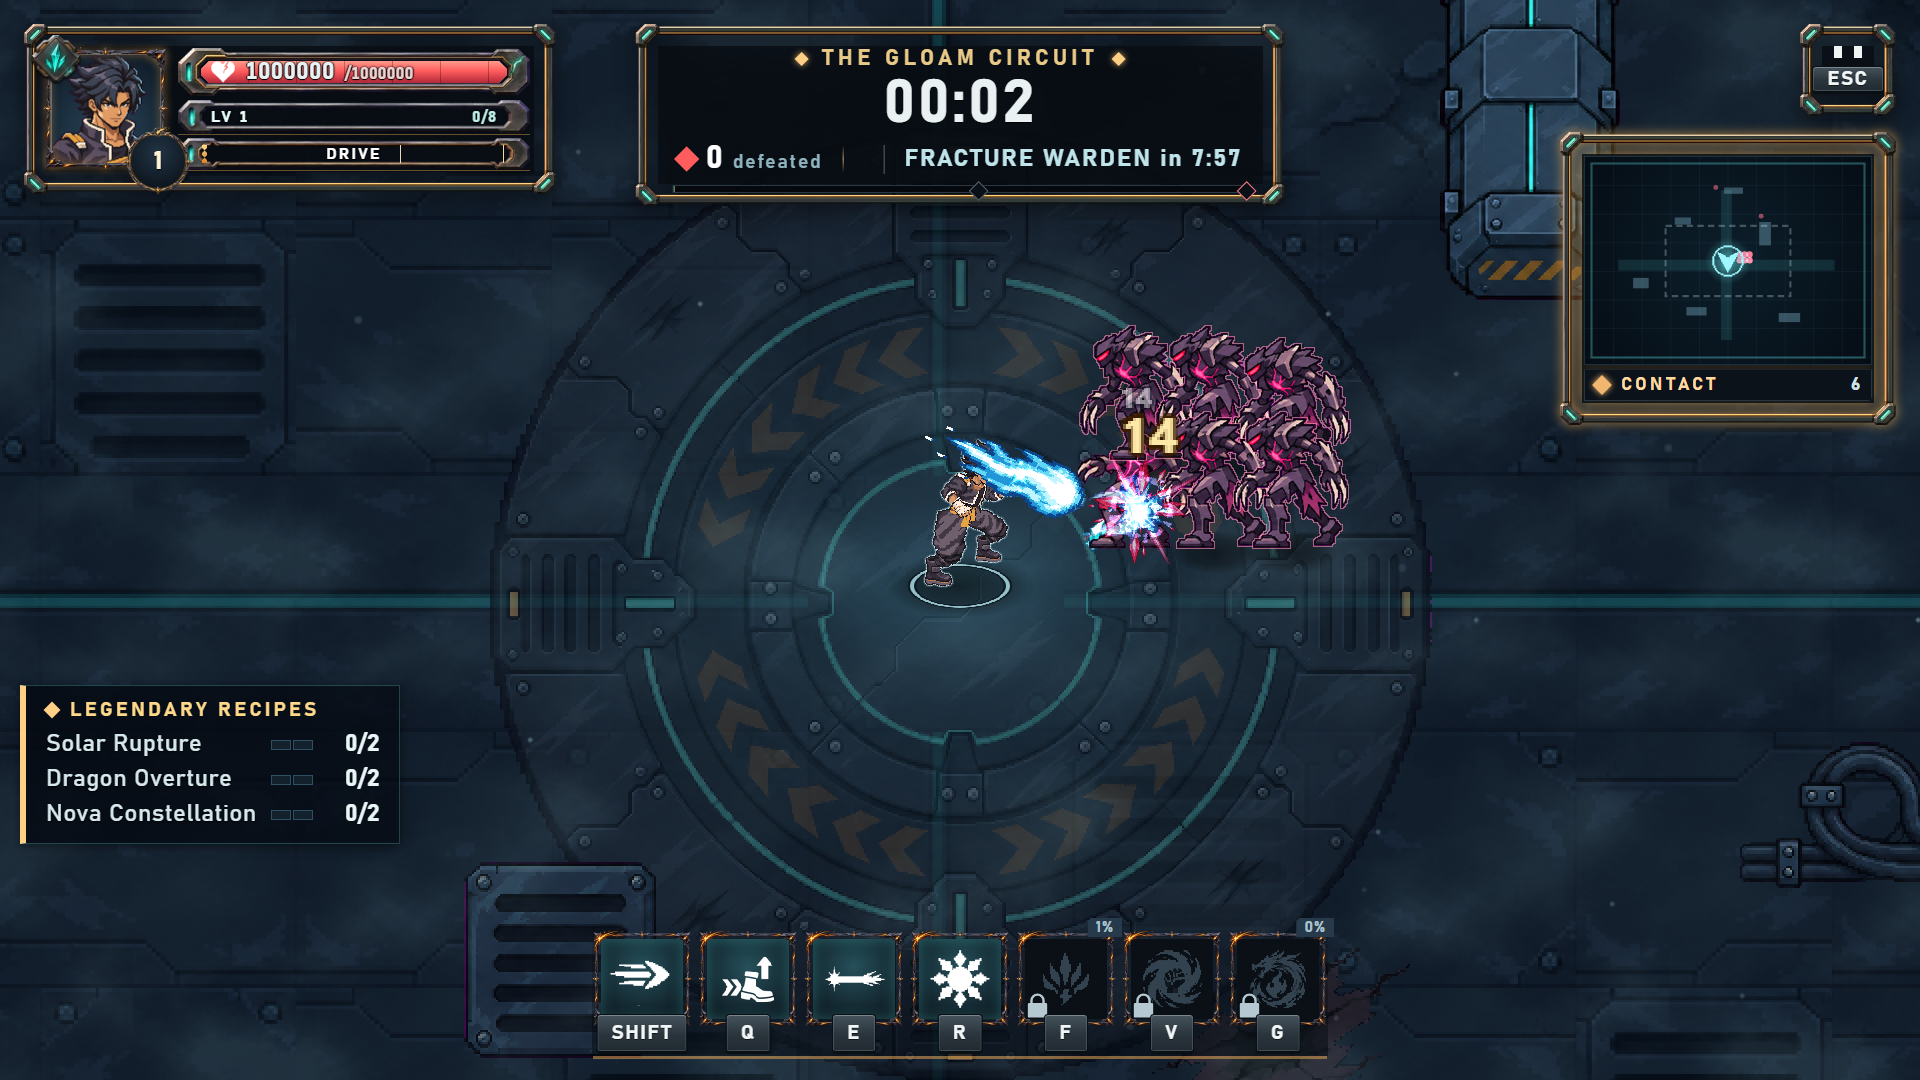 1000000 /1000000
LV 1 0/8
DRIVE
1
THE GLOAM CIRCUIT
00:02
0 defeated
FRACTURE WARDEN in 7:57
ESC
CONTACT 6
14
14
LEGENDARY RECIPES
Solar Rupture 0/2
Dragon Overture 0/2
Nova Constellation 0/2
1%
0%
SHIFT
Q
E
R
F
V
G